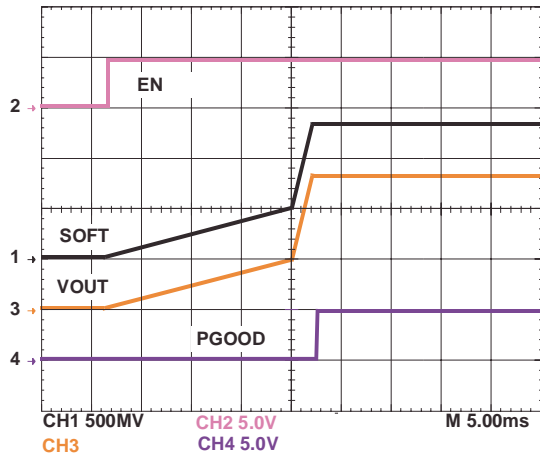 EN
2
SOFT
1
VOUT
3
PGOOD
4
CH1 500MV CH2 5.0V M 5.00ms
CH3 CH4 5.0V